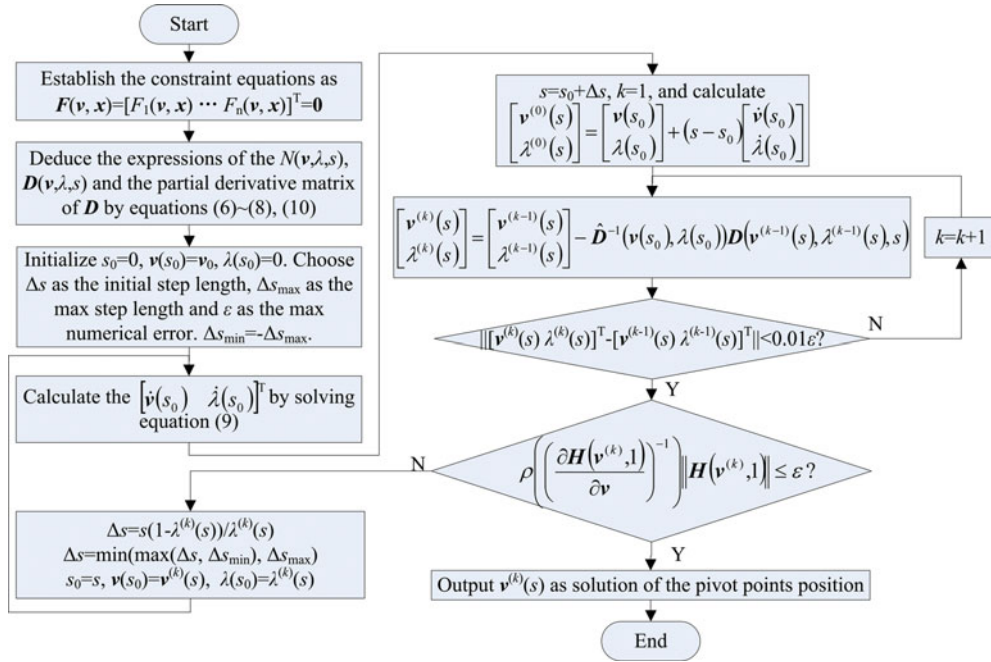 Start
Establish the constraint equations as
F(v, x)=[F₁(v, x) ⋯ Fₙ(v, x)]ᵀ=0
Deduce the expressions of the N(v,λ,s),
D(v,λ,s) and the partial derivative matrix
of D by equations (6)~(8), (10)
Initialize s₀=0, v(s₀)=v₀, λ(s₀)=0. Choose
Δs as the initial step length, Δs_max as the
max step length and ε as the max
numerical error. Δs_min=-Δs_max.
Calculate the [v̇(s₀) λ̇(s₀)]ᵀ by solving
equation (9)
s=s₀+Δs, k=1, and calculate
[v⁽⁰⁾(s) λ⁽⁰⁾(s)] = [v(s₀) λ(s₀)] + (s − s₀)[v̇(s₀) λ̇(s₀)]
[v⁽ᵏ⁾(s) λ⁽ᵏ⁾(s)] = [v⁽ᵏ⁻¹⁾(s) λ⁽ᵏ⁻¹⁾(s)] − D̂⁻¹(v(s₀), λ(s₀))D(v⁽ᵏ⁻¹⁾(s), λ⁽ᵏ⁻¹⁾(s), s)
k=k+1
||[v⁽ᵏ⁾(s) λ⁽ᵏ⁾(s)]ᵀ-[v⁽ᵏ⁻¹⁾(s) λ⁽ᵏ⁻¹⁾(s)]ᵀ||<0.01ε?
N
Y
ρ((∂H(v⁽ᵏ⁾,1)/∂v)⁻¹)||H(v⁽ᵏ⁾,1)|| ≤ ε ?
N
Y
Δs=s(1-λ⁽ᵏ⁾(s))/λ⁽ᵏ⁾(s)
Δs=min(max(Δs, Δs_min), Δs_max)
s₀=s, v(s₀)=v⁽ᵏ⁾(s), λ(s₀)=λ⁽ᵏ⁾(s)
Output v⁽ᵏ⁾(s) as solution of the pivot points position
End